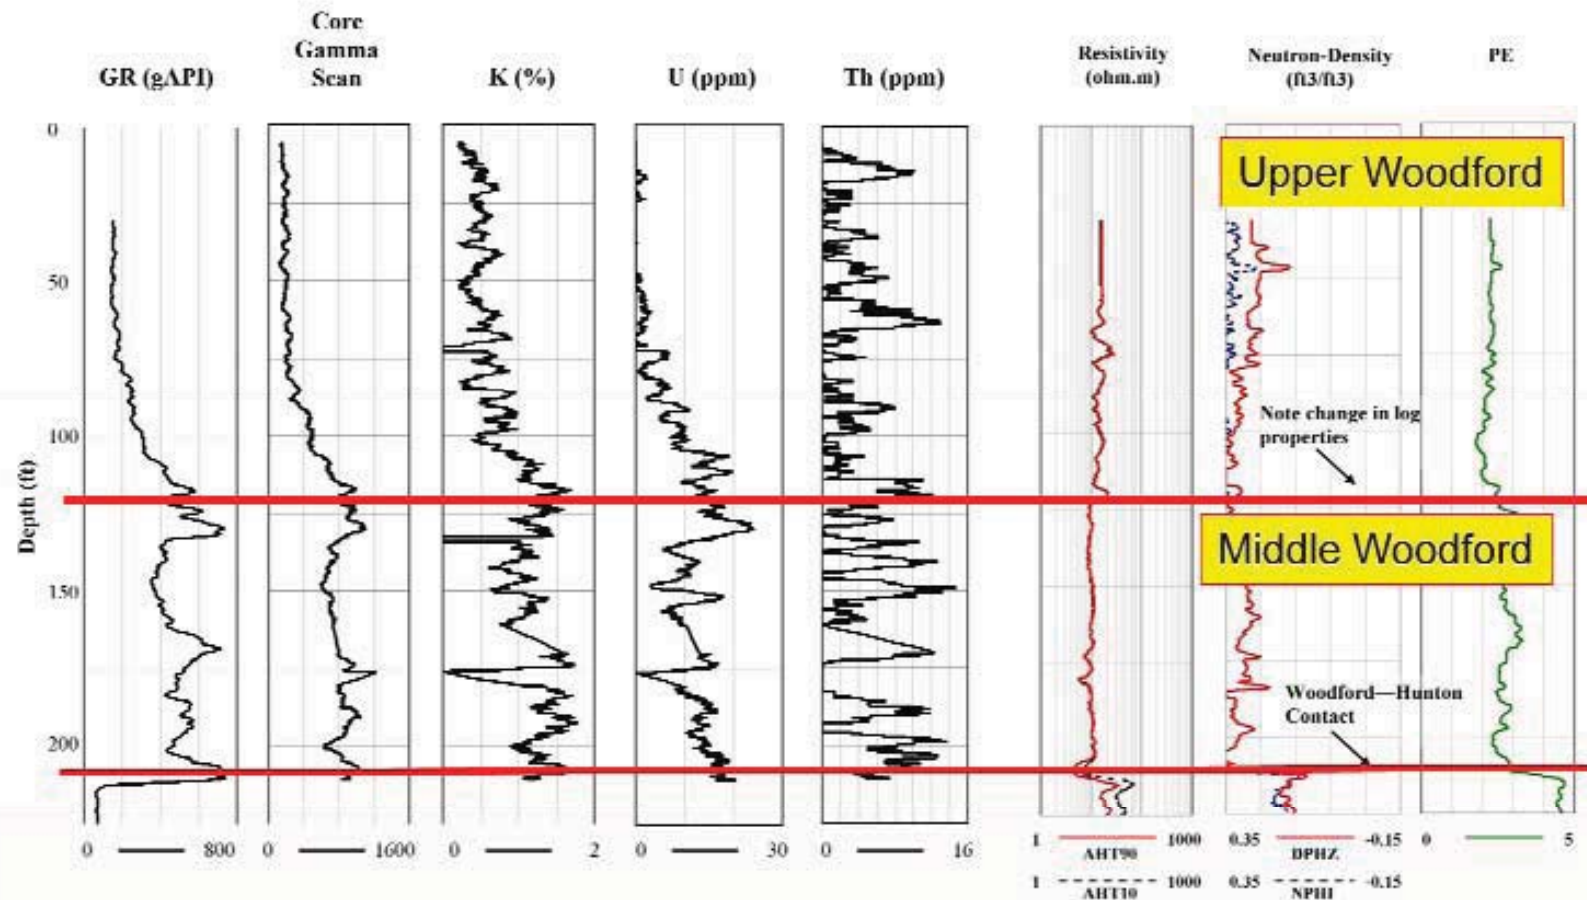 Core
Gamma
Scan
GR (gAPI)
K (%)
U (ppm)
Th (ppm)
Resistivity
(ohm.m)
Neutron-Density
(ft3/ft3)
PE
Upper Woodford
Note change in log
properties
Middle Woodford
Woodford—Hunton
Contact
Depth (ft)
0
50
100
150
200
0 800
0 1600
0 2
0 30
0 16
1 1000
AHT90
1 1000
AHT10
0.35 -0.15
DPHZ
0.35 -0.15
NPHI
0 5